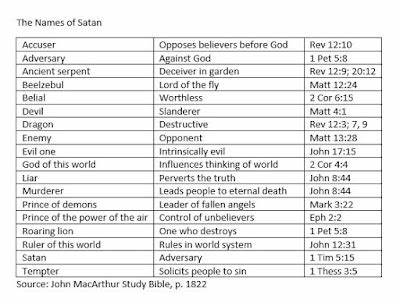 The Names of Satan
Accuser Opposes believers before God Rev 12:10
Adversary Against God 1 Pet 5:8
Ancient serpent Deceiver in garden Rev 12:9; 20:12
Beelzebul Lord of the fly Matt 12:24
Belial Worthless 2 Cor 6:15
Devil Slanderer Matt 4:1
Dragon Destructive Rev 12:3; 7, 9
Enemy Opponent Matt 13:28
Evil one Intrinsically evil John 17:15
God of this world Influences thinking of world 2 Cor 4:4
Liar Perverts the truth John 8:44
Murderer Leads people to eternal death John 8:44
Prince of demons Leader of fallen angels Mark 3:22
Prince of the power of the air Control of unbelievers Eph 2:2
Roaring lion One who destroys 1 Pet 5:8
Ruler of this world Rules in world system John 12:31
Satan Adversary 1 Tim 5:15
Tempter Solicits people to sin 1 Thess 3:5
Source: John MacArthur Study Bible, p. 1822